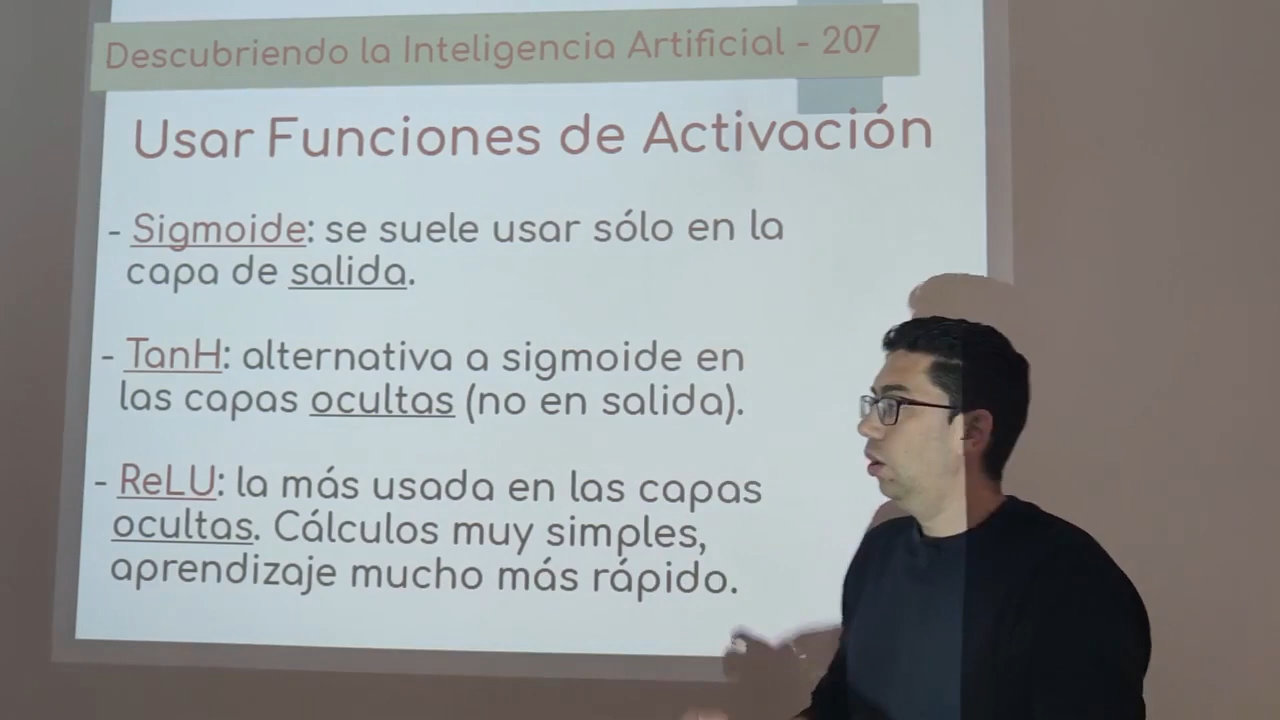 Descubriendo la Inteligencia Artificial - 207
Usar Funciones de Activación
- Sigmoide: se suele usar sólo en la
capa de salida.
- TanH: alternativa a sigmoide en
las capas ocultas (no en salida).
- ReLU: la más usada en las capas
ocultas. Cálculos muy simples,
aprendizaje mucho más rápido.